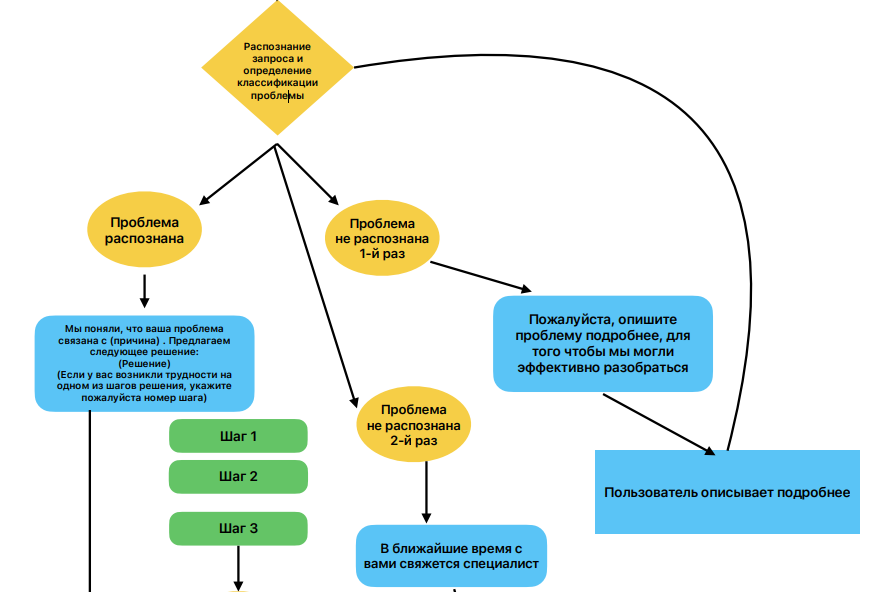 Распознание
запроса и
определение
классификации
проблемы
Проблема
распознана
Проблема
не распознана
1-й раз
Пожалуйста, опишите
проблему подробнее, для
того чтобы мы могли
эффективно разобраться
Мы поняли, что ваша проблема
связана с (причина) . Предлагаем
следующее решение:
(Решение)
(Если у вас возникли трудности на
одном из шагов решения, укажите
пожалуйста номер шага)
Проблема
не распознана
2-й раз
Шаг 1
Шаг 2
Шаг 3
Пользователь описывает подробнее
В ближайшие время с
вами свяжется специалист